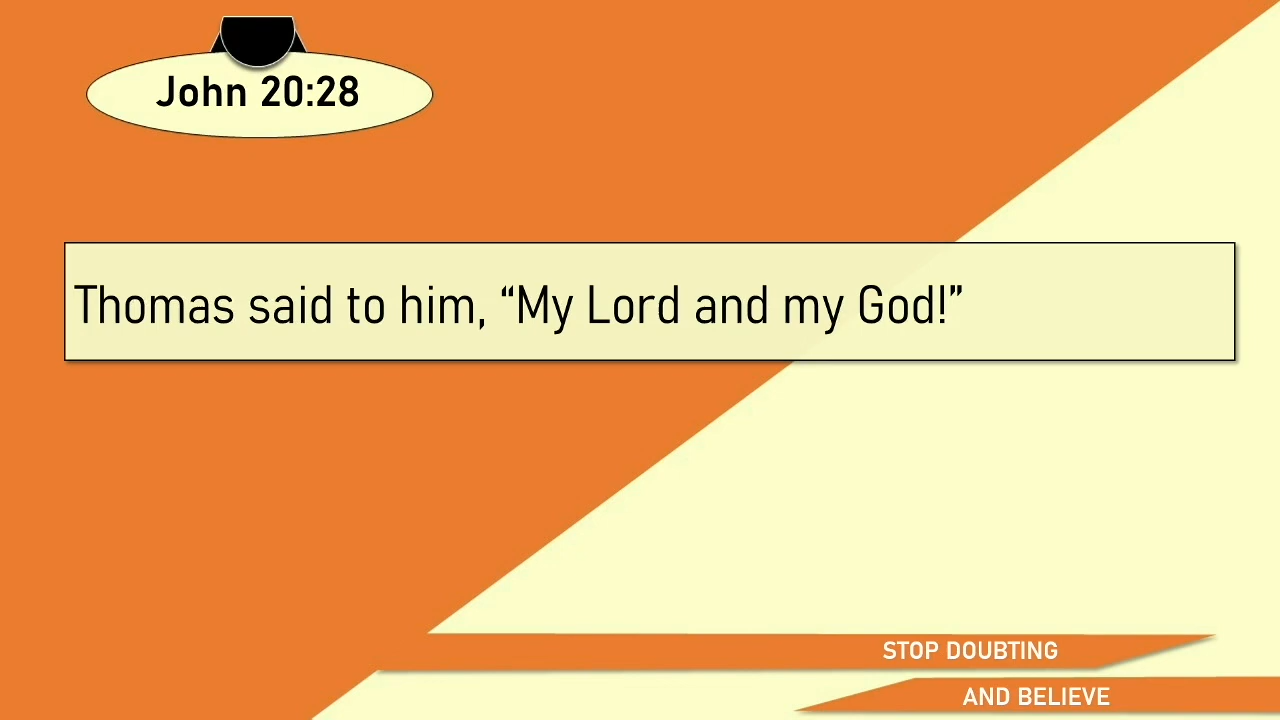 John 20:28
Thomas said to him, “My Lord and my God!”
STOP DOUBTING
AND BELIEVE